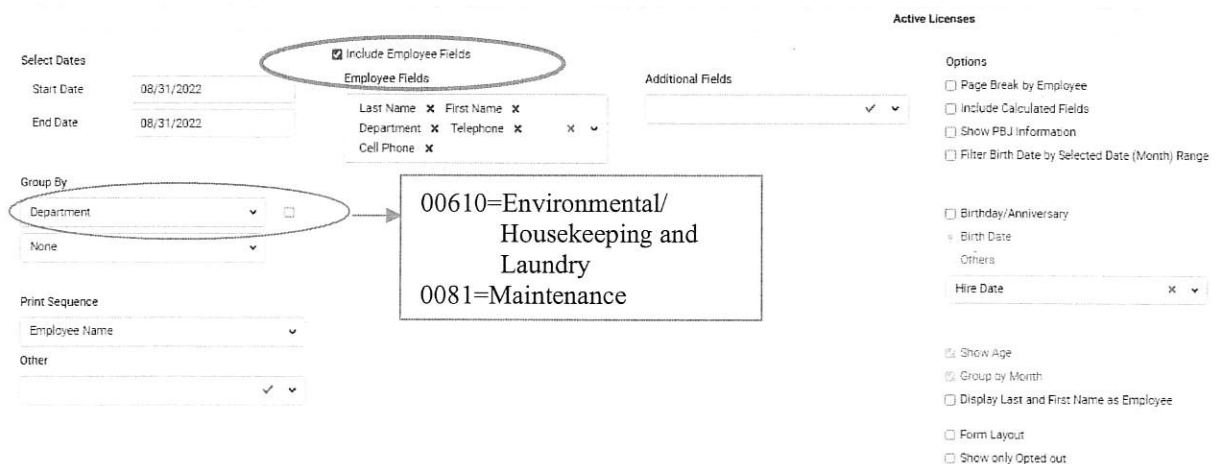 Active Licenses
Select Dates
Start Date 08/31/2022
End Date 08/31/2022
Include Employee Fields
Employee Fields
Last Name x First Name x
Department x Telephone x
Cell Phone x
Additional Fields
Options
Page Break by Employee
Include Calculated Fields
Show PBJ Information
Filter Birth Date by Selected Date (Month) Range
Group By
Department
None
00610=Environmental/
Housekeeping and
Laundry
0081=Maintenance
Birthday/Anniversary
Birth Date
Others
Hire Date
Print Sequence
Employee Name
Other
Show Age
Group by Month
Display Last and First Name as Employee
Form Layout
Show only Opted out